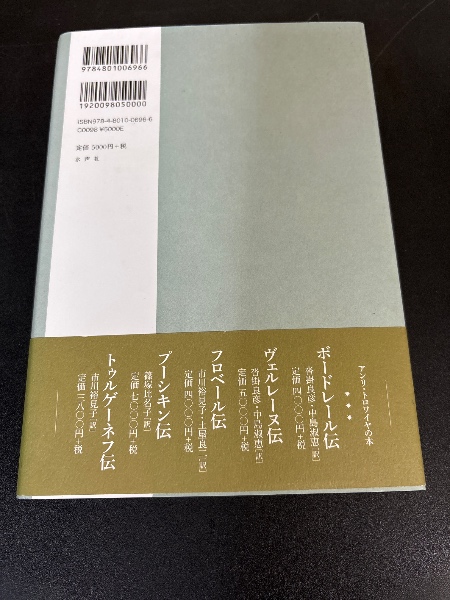 9784801006966
1920098050000
ISBN978-4-8010-0696-6
C0098 ¥5000E
定価 5000円+税
水声社
アンリ・トロワイヤの本
***
ボードレール伝
沓掛良彦・中島淑恵[訳]
定価四〇〇〇円+税
ヴェルレーヌ伝
沓掛良彦・中島淑恵[訳]
定価五〇〇〇円+税
フロベール伝
市川裕見子・土屋良二[訳]
定価四〇〇〇円+税
プーシキン伝
篠塚比名子[訳]
定価七〇〇〇円+税
トゥルゲーネフ伝
市川裕見子[訳]
定価三八〇〇円+税